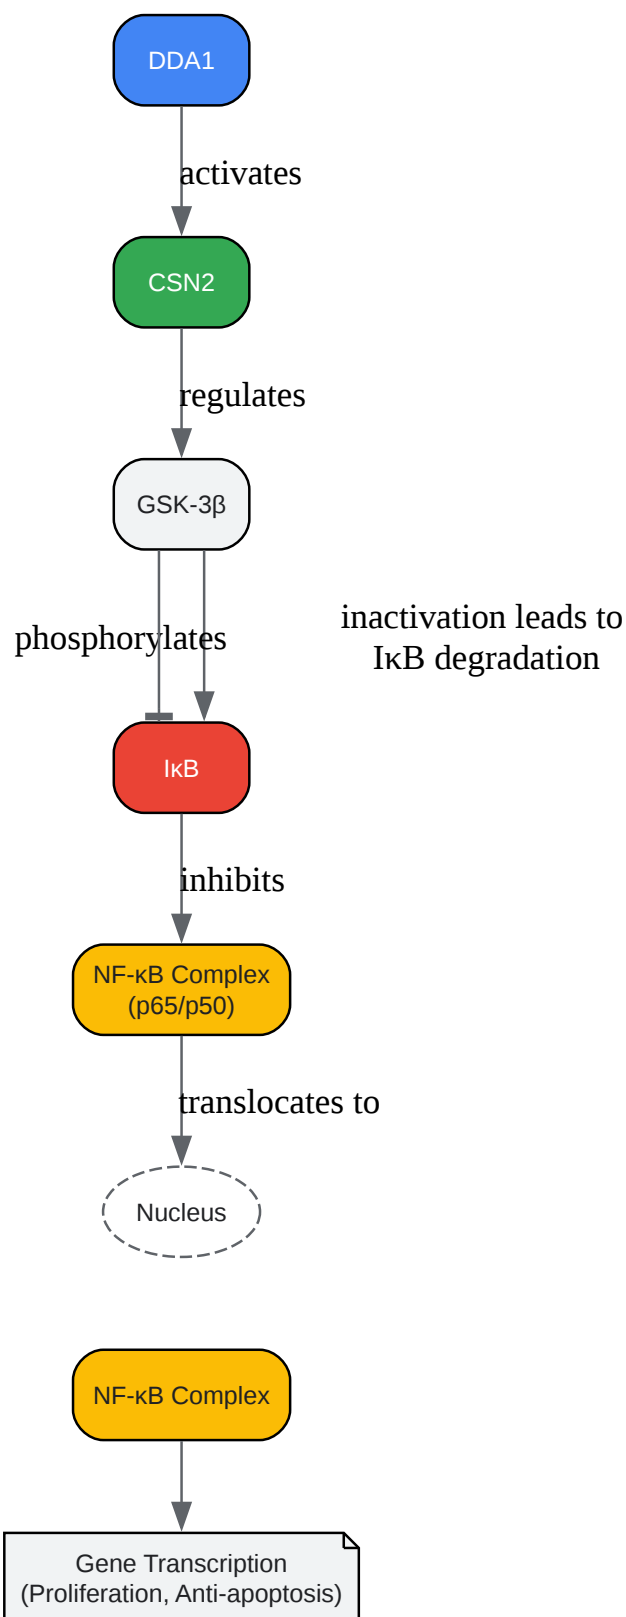 DDA1
activates
CSN2
regulates
GSK-3β
phosphorylates
inactivation leads to
IκB degradation
IκB
inhibits
NF-κB Complex
(p65/p50)
translocates to
Nucleus
NF-κB Complex
Gene Transcription
(Proliferation, Anti-apoptosis)